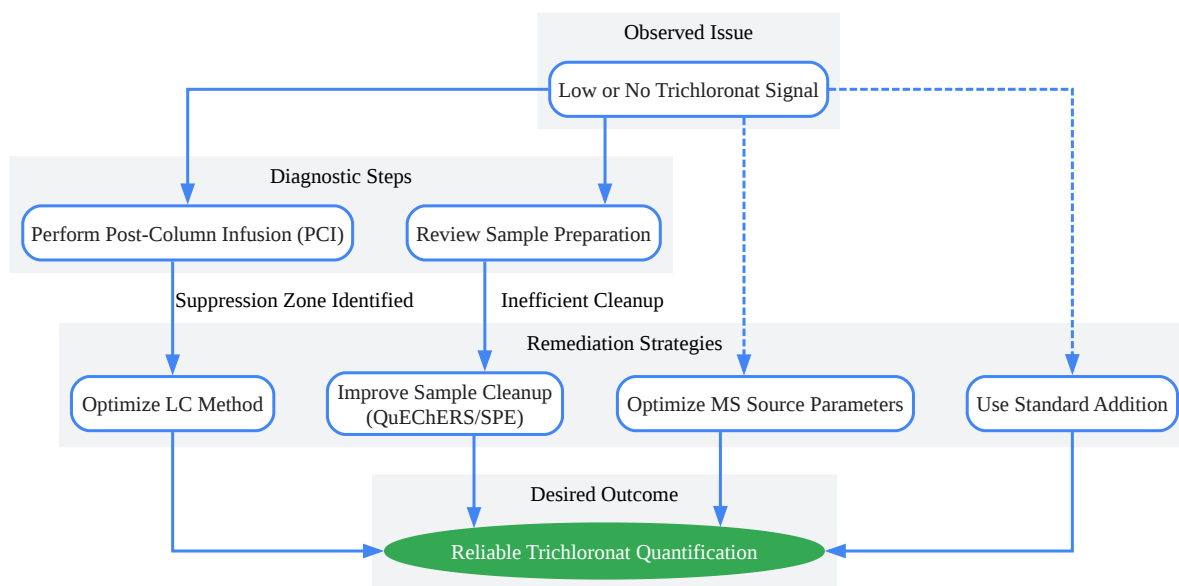 Observed Issue
Low or No Trichloronat Signal
Diagnostic Steps
Perform Post-Column Infusion (PCI)
Review Sample Preparation
Suppression Zone Identified
Inefficient Cleanup
Remediation Strategies
Optimize LC Method
Improve Sample Cleanup
(QuEChERS/SPE)
Optimize MS Source Parameters
Use Standard Addition
Desired Outcome
Reliable Trichloronat Quantification